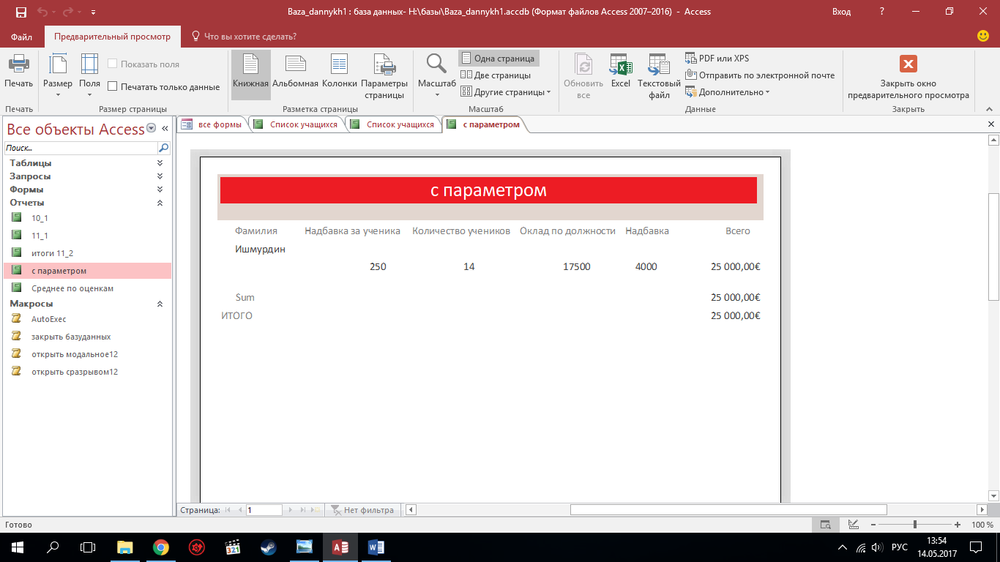 Baza_dannykh1 : база данных- H:\базы\Baza_dannykh1.accdb (Формат файлов Access 2007–2016) - Access
Вход
?
Файл
Предварительный просмотр
Что вы хотите сделать?
Печать
Размер
Поля
Показать поля
Печатать только данные
Книжная
Альбомная
Колонки
Параметры страницы
Масштаб
Одна страница
Две страницы
Другие страницы
Обновить все
Excel
Текстовый файл
PDF или XPS
Отправить по электронной почте
Дополнительно
Закрыть окно предварительного просмотра
Печать
Размер страницы
Разметка страницы
Масштаб
Данные
Закрыть
Все объекты Access
Поиск...
Таблицы
Запросы
Формы
Отчеты
10_1
11_1
итоги 11_2
с параметром
Среднее по оценкам
Макросы
AutoExec
закрыть базуданных
открыть модальное12
открыть сразрывом12
все формы
Список учащихся
Список учащихся
с параметром
с параметром
Фамилия Надбавка за ученика Количество учеников Оклад по должности Надбавка Всего
Ишмурдин
250 14 17500 4000 25 000,00€
Sum 25 000,00€
ИТОГО 25 000,00€
Страница: 1 Нет фильтра
Готово
100 %
321
РУС
13:54
14.05.2017